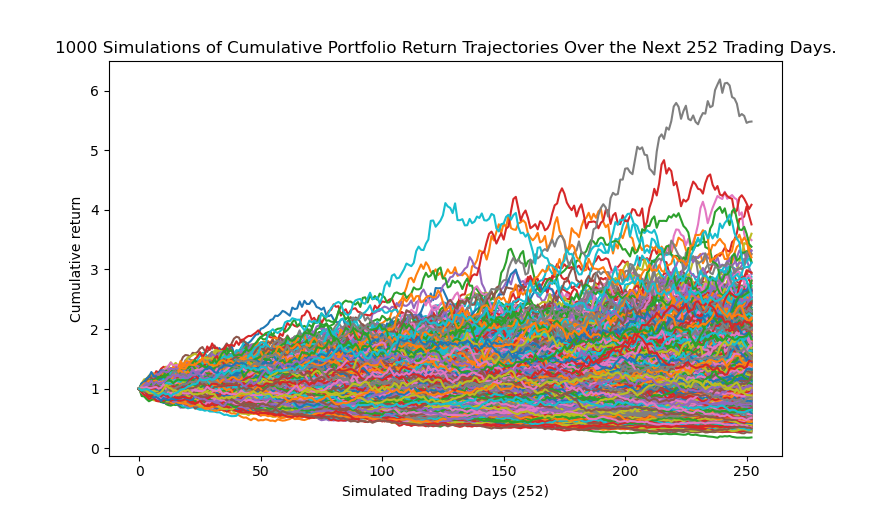 1000 Simulations of Cumulative Portfolio Return Trajectories Over the Next 252 Trading Days.
Cumulative return
6
5
4
3
2
1
0
0 50 100 150 200 250
Simulated Trading Days (252)